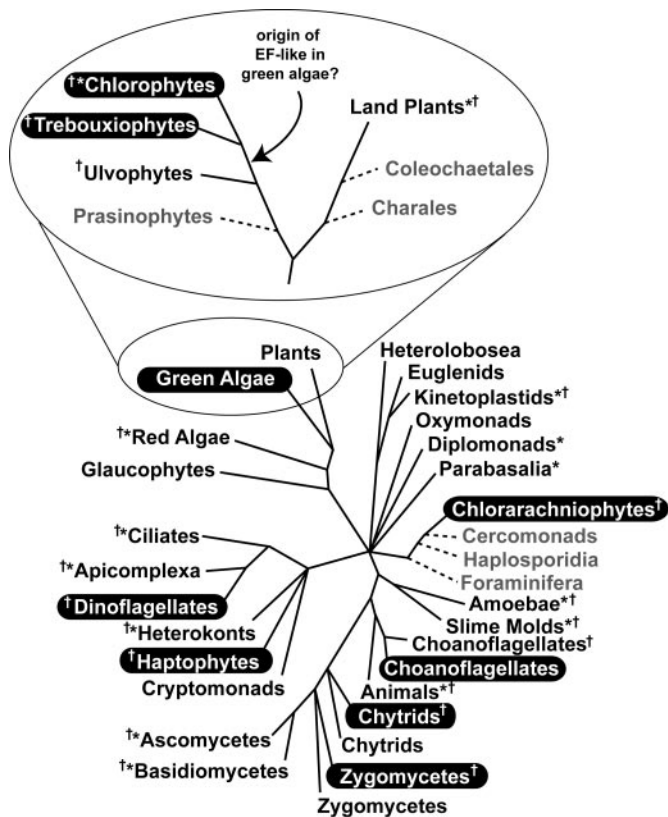 origin of
EF-like in
green algae?
†*Chlorophytes
Land Plants*†
†Trebouxiophytes
Coleochaetales
†Ulvophytes
Prasinophytes
Charales
Plants
Heterolobosea
Green Algae
Euglenids
Kinetoplastids*†
Oxymonads
†*Red Algae
Diplomonads*
Glaucophytes
Parabasalia*
Chlorarachniophytes†
†*Ciliates
Cercomonads
†*Apicomplexa
Haplosporidia
Foraminifera
†Dinoflagellates
Amoebae*†
†*Heterokonts
Slime Molds*†
Choanoflagellates†
†Haptophytes
Choanoflagellates
Cryptomonads
Animals*†
Chytrids†
†*Ascomycetes
Chytrids
†*Basidiomycetes
Zygomycetes†
Zygomycetes